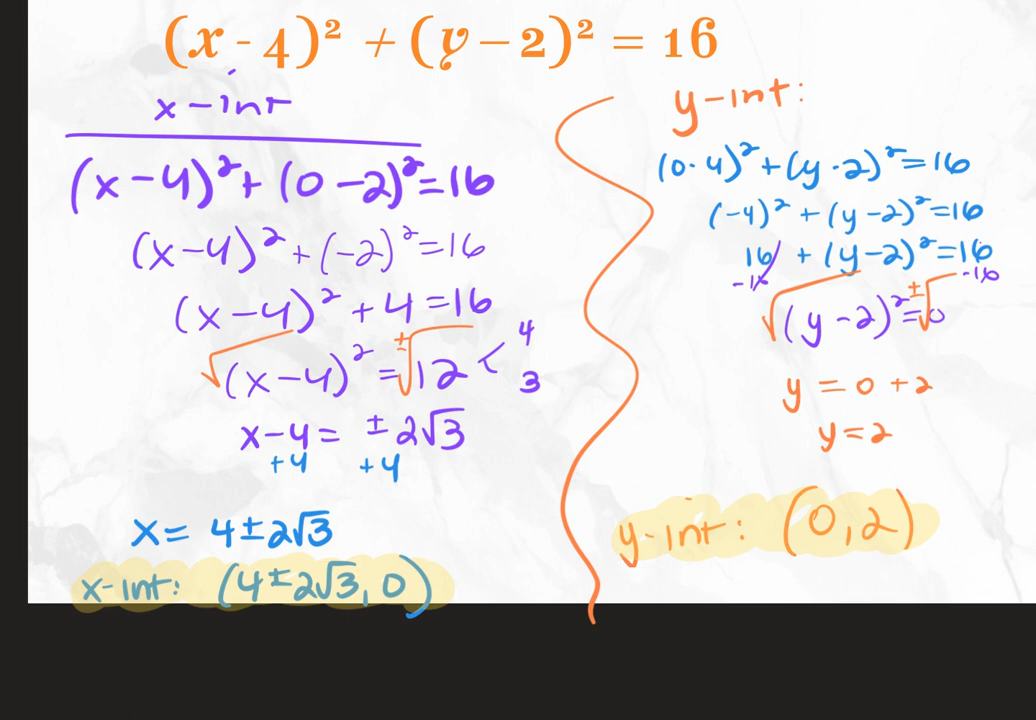 (x - 4)² + (y – 2)² = 16
x - int
(x - 4)² + (0 - 2)² = 16
(x - 4)² + (-2)² = 16
(x - 4)² + 4 = 16
√(x - 4)² = ±√12 < 4 3
x - 4 = ± 2√3
+4 +4
x = 4 ± 2√3
x-int: (4 ± 2√3, 0)
y-int:
(0 - 4)² + (y - 2)² = 16
(-4)² + (y - 2)² = 16
16 + (y - 2)² = 16
-16 -16
√(y - 2)² = ±√0
y = 0 + 2
y = 2
y-int: (0, 2)